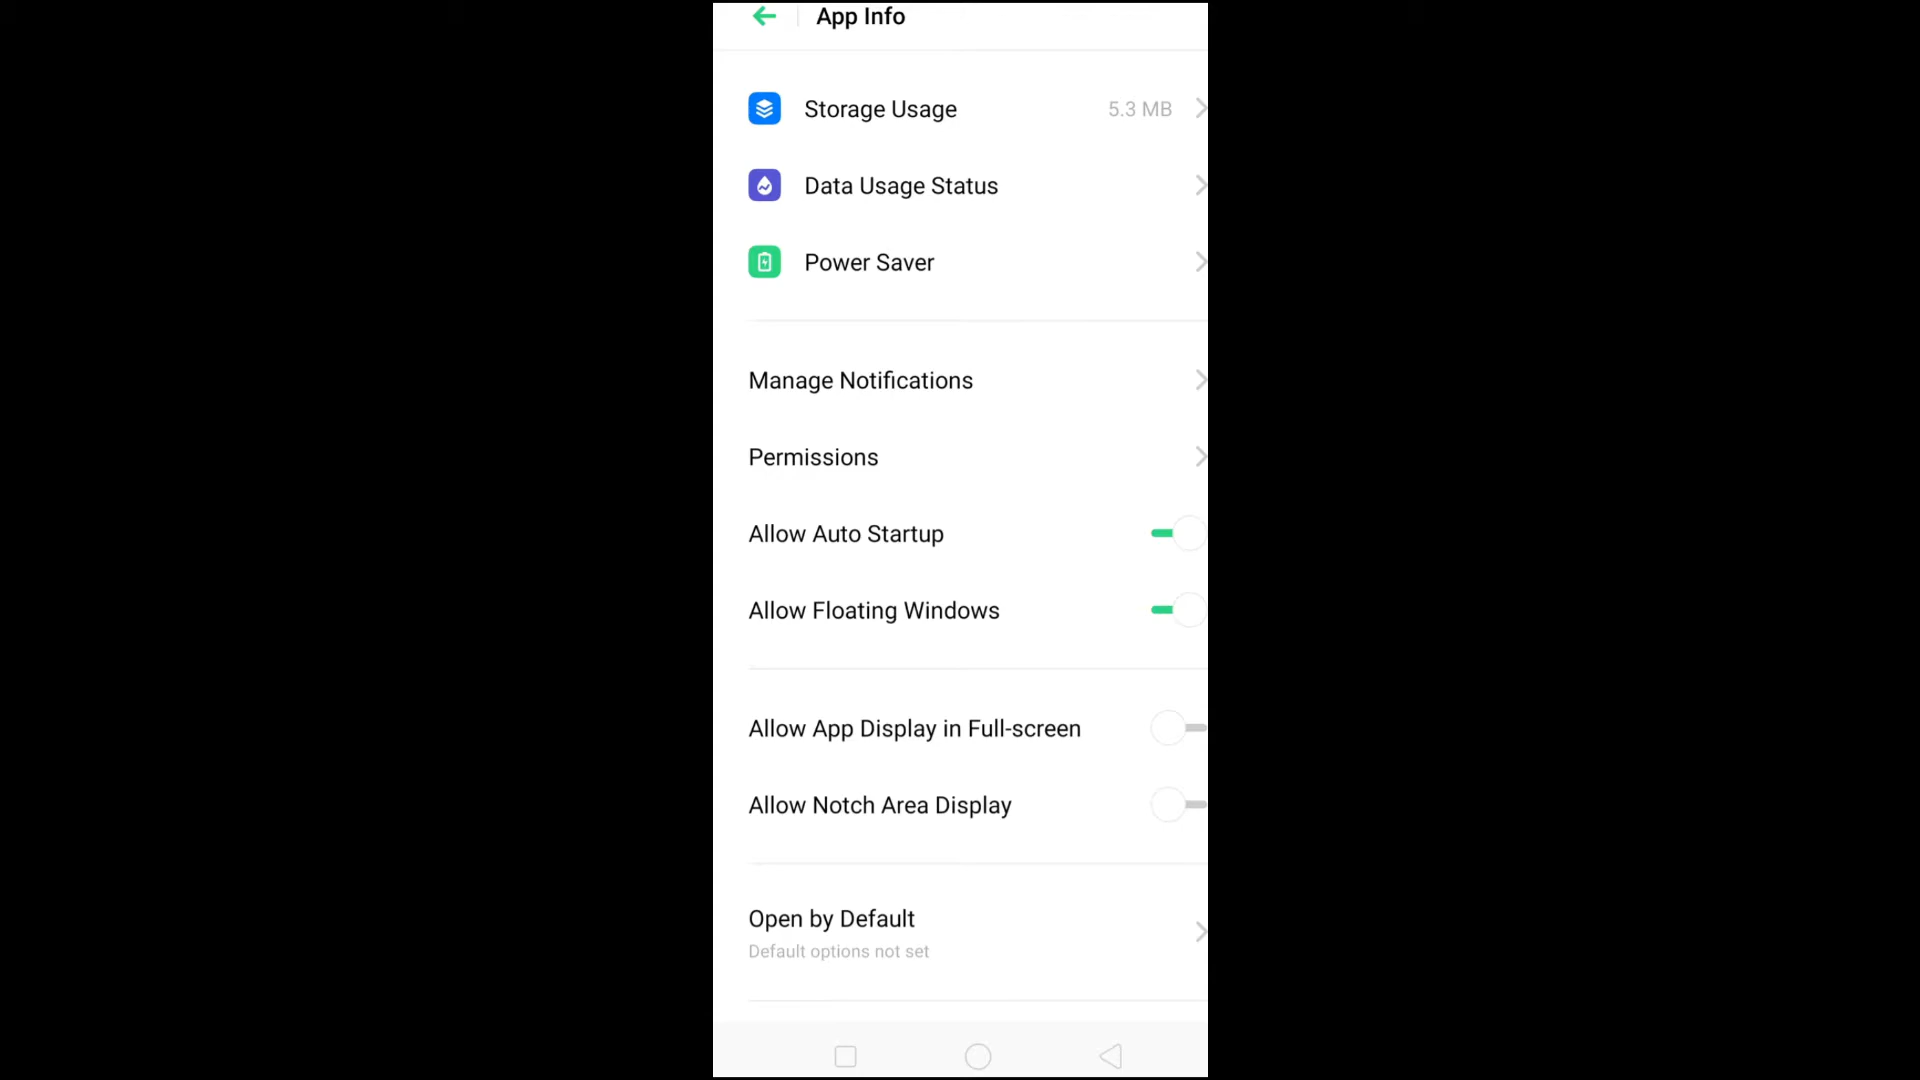 App Info
Storage Usage 5.3 MB
Data Usage Status
Power Saver
Manage Notifications
Permissions
Allow Auto Startup
Allow Floating Windows
Allow App Display in Full-screen
Allow Notch Area Display
Open by Default
Default options not set